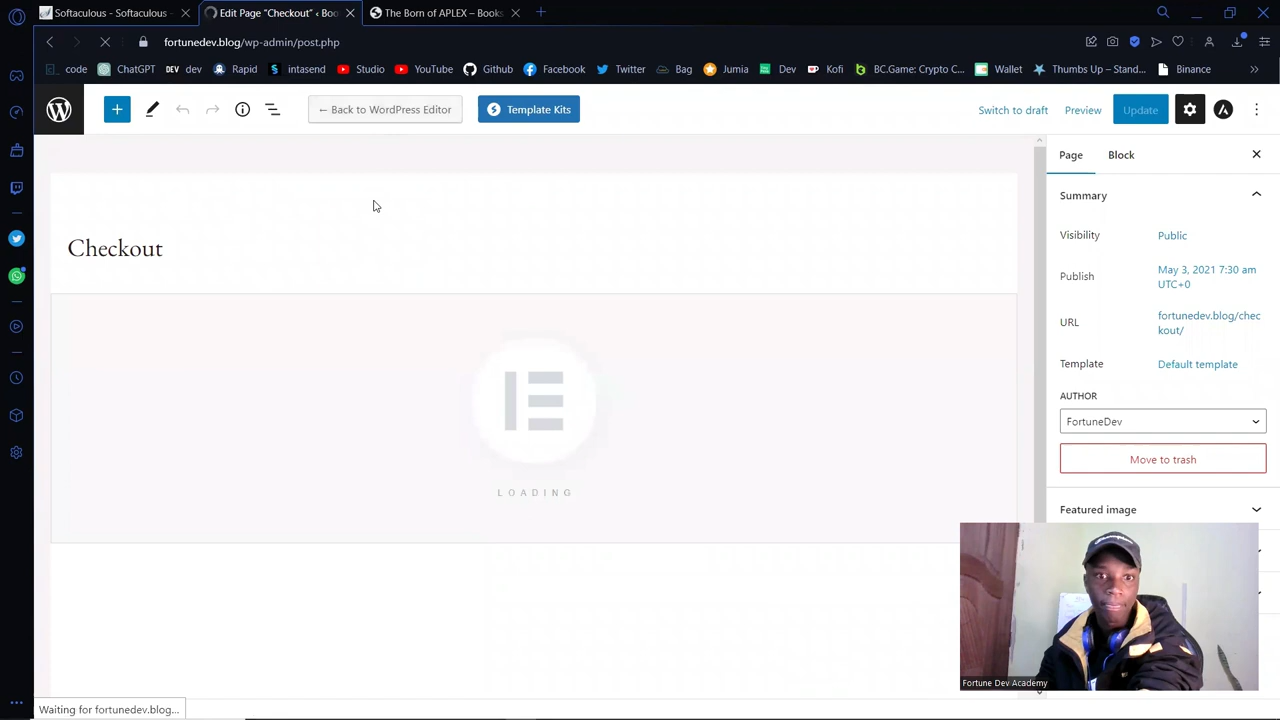 Softaculous - Softaculous -
Edit Page "Checkout" ‹ Boo
The Born of APLEX – Books
fortunedev.blog/wp-admin/post.php
code
ChatGPT
DEV dev
Rapid
intasend
Studio
YouTube
Github
Facebook
Twitter
Bag
Jumia
Dev
Kofi
BC.Game: Crypto C...
Wallet
Thumbs Up – Stand...
Binance
← Back to WordPress Editor
Template Kits
Switch to draft
Preview
Update
Page
Block
Summary
Checkout
Visibility
Public
Publish
May 3, 2021 7:30 am
UTC+0
URL
fortunedev.blog/chec
kout/
Template
Default template
AUTHOR
FortuneDev
Move to trash
LOADING
Featured image
Fortune Dev Academy
Waiting for fortunedev.blog...